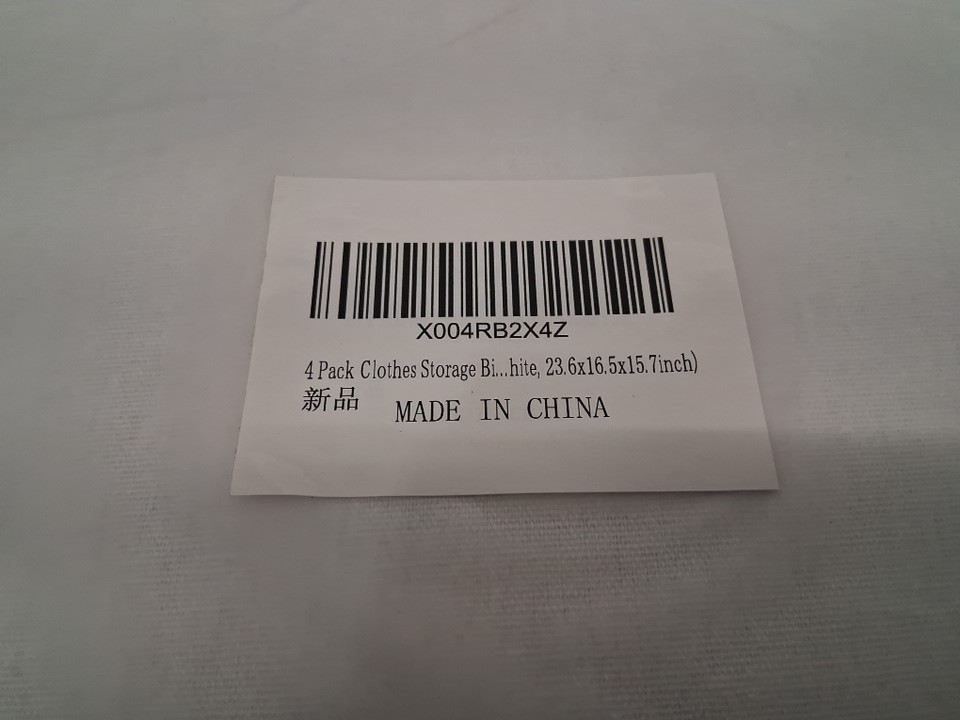 X004RB2X4Z
4 Pack Clothes Storage Bi...hite, 23.6x16.5x15.7inch)
新品
MADE IN CHINA